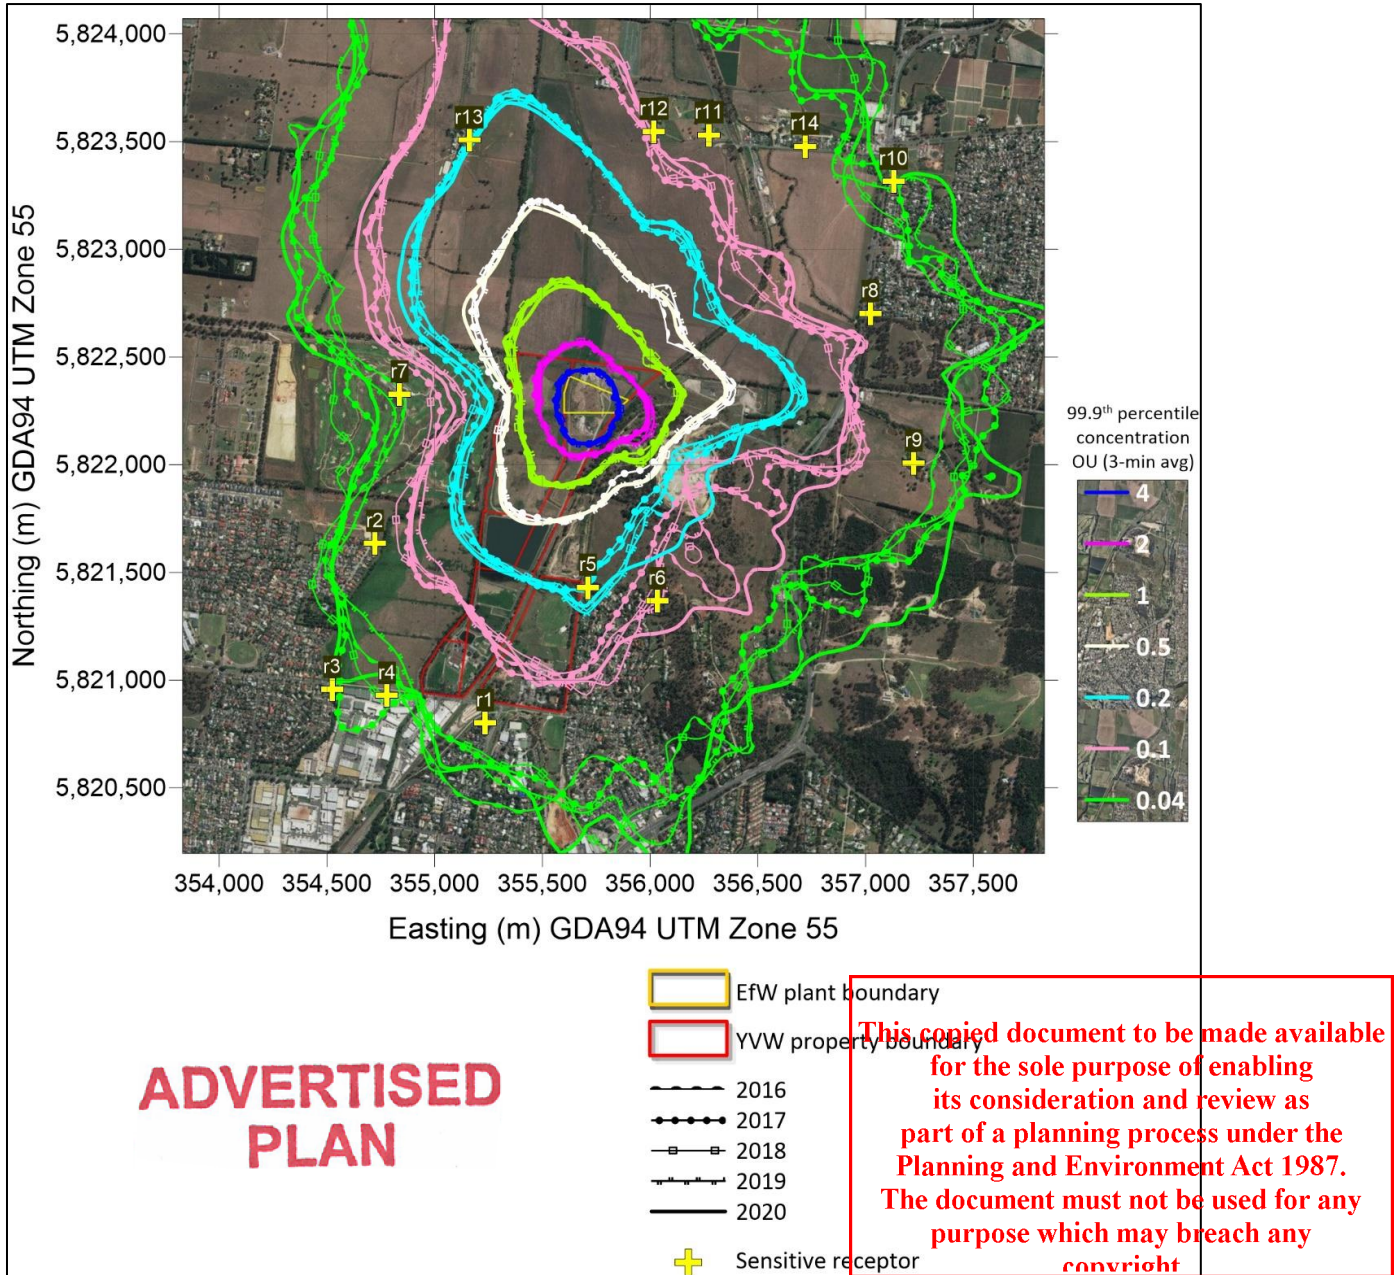 5,824,000
5,823,500
5,823,000
5,822,500
5,822,000
5,821,500
5,821,000
5,820,500
Northing (m) GDA94 UTM Zone 55
r13
r12
r11
r14
r10
r8
r7
r9
r2
r5
r6
r3
r4
r1
354,000
354,500
355,000
355,500
356,000
356,500
357,000
357,500
Easting (m) GDA94 UTM Zone 55
99.9th percentile
concentration
OU (3-min avg)
4
2
1
0.5
0.2
0.1
0.04
EfW plant boundary
YVW property boundary
2016
2017
2018
2019
2020
Sensitive receptor
ADVERTISED
PLAN
This copied document to be made available
for the sole purpose of enabling
its consideration and review as
part of a planning process under the
Planning and Environment Act 1987.
The document must not be used for any
purpose which may breach any
copyright